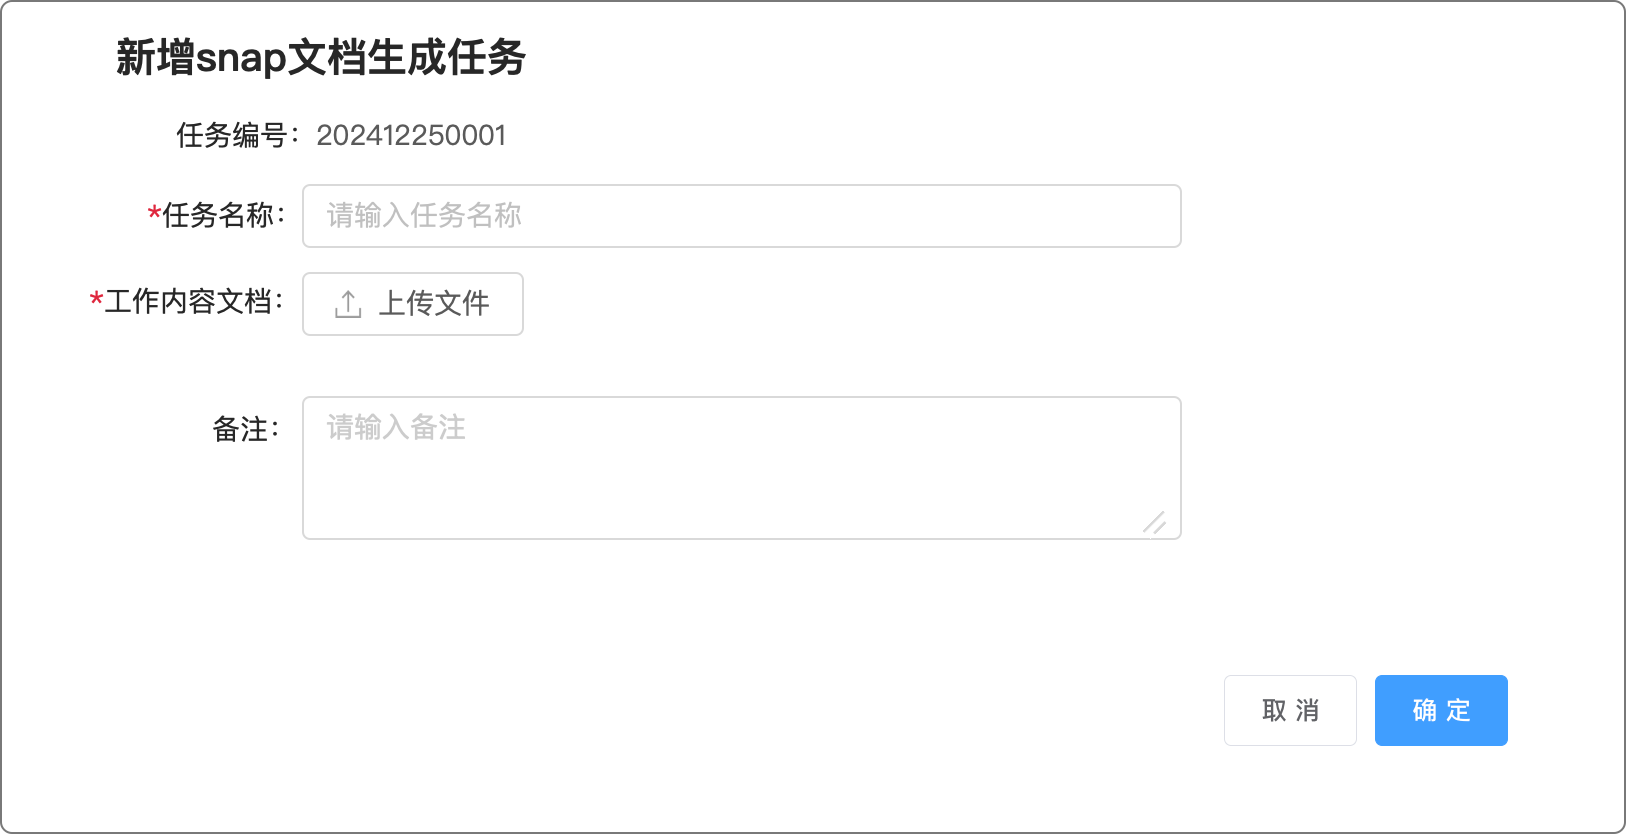 新增snap文档生成任务
任务编号：202412250001
*任务名称：请输入任务名称
*工作内容文档：上传文件
备注：请输入备注
取 消 确 定